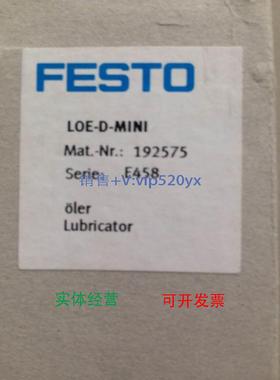 FESTO
LOE-D-MINI
Mat.-Nr.: 192575
Serie: E458
销售+V:vip520yx
öler
Lubricator
实体经营 可开发票